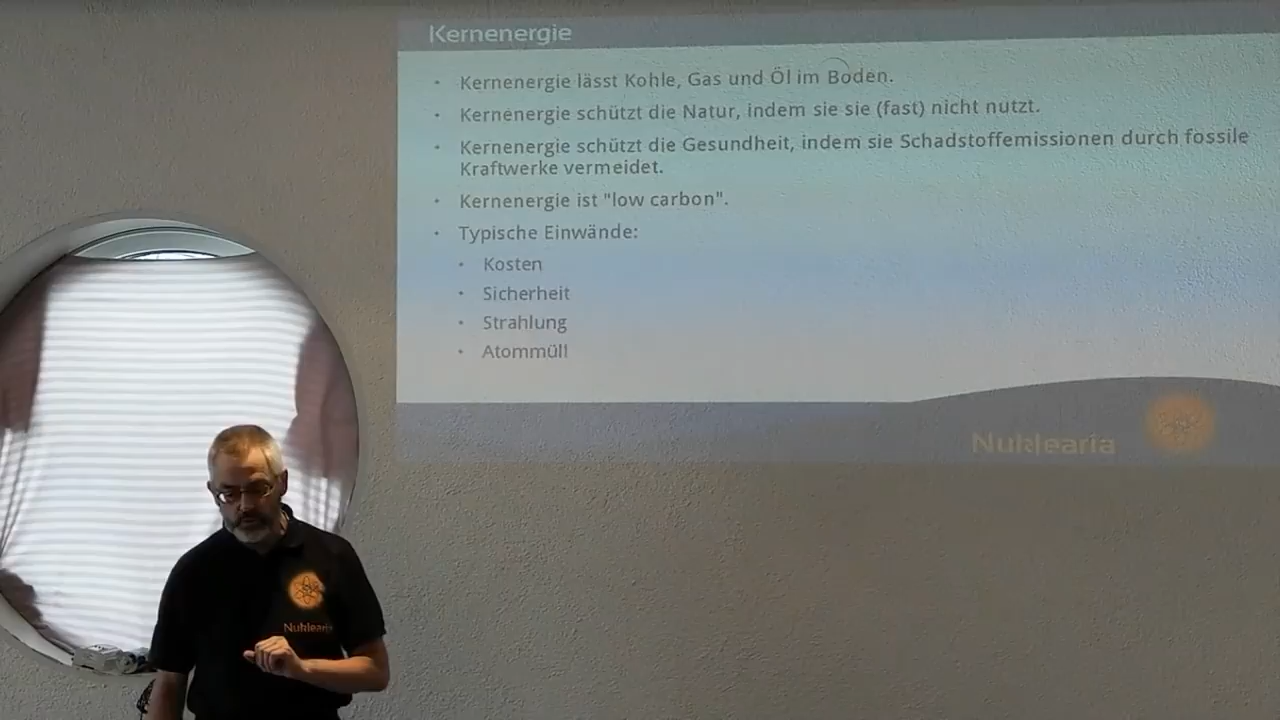 Kernenergie
• Kernenergie lässt Kohle, Gas und Öl im Boden.
• Kernenergie schützt die Natur, indem sie sie (fast) nicht nutzt.
• Kernenergie schützt die Gesundheit, indem sie Schadstoffemissionen durch fossile
Kraftwerke vermeidet.
• Kernenergie ist "low carbon".
• Typische Einwände:
• Kosten
• Sicherheit
• Strahlung
• Atommüll
Nuklearia
Nuklearia